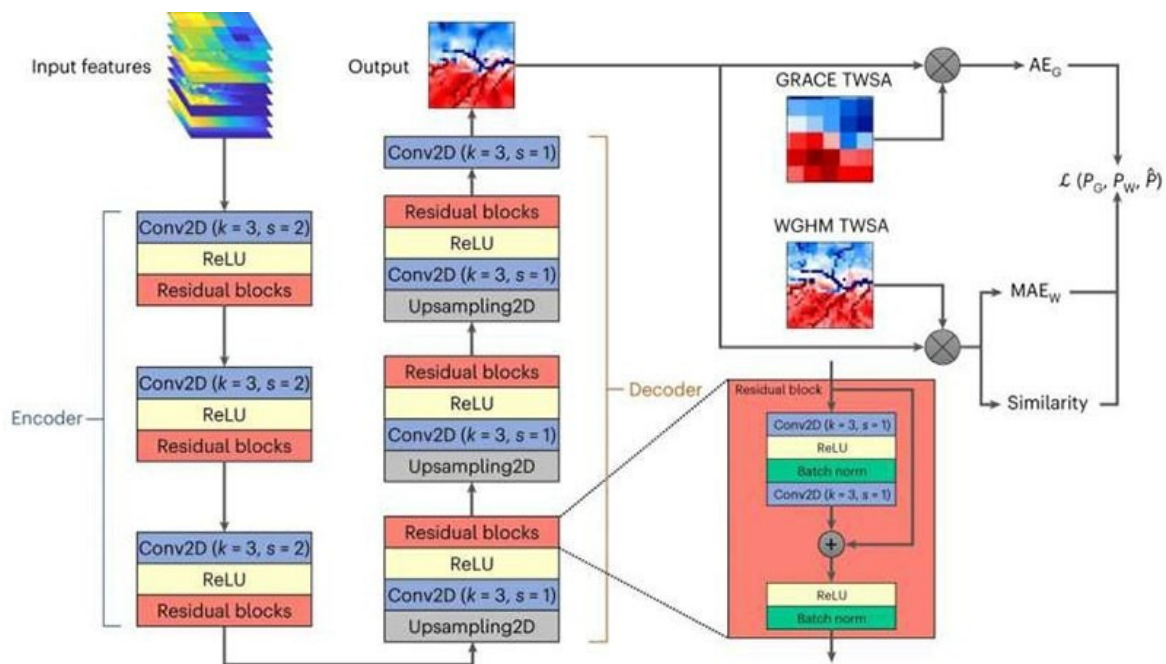 Input features
Encoder
Conv2D (k = 3, s = 2)
ReLU
Residual blocks
Conv2D (k = 3, s = 2)
ReLU
Residual blocks
Conv2D (k = 3, s = 2)
ReLU
Residual blocks
Output
Conv2D (k = 3, s = 1)
Residual blocks
ReLU
Conv2D (k = 3, s = 1)
Upsampling2D
Residual blocks
ReLU
Conv2D (k = 3, s = 1)
Upsampling2D
Residual blocks
ReLU
Conv2D (k = 3, s = 1)
Upsampling2D
Decoder
GRACE TWSA
AE_G
ℒ (P_G, P_W, P̂)
WGHM TWSA
MAE_W
Similarity
Residual block
Conv2D (k = 3, s = 1)
ReLU
Batch norm
Conv2D (k = 3, s = 1)
+
ReLU
Batch norm